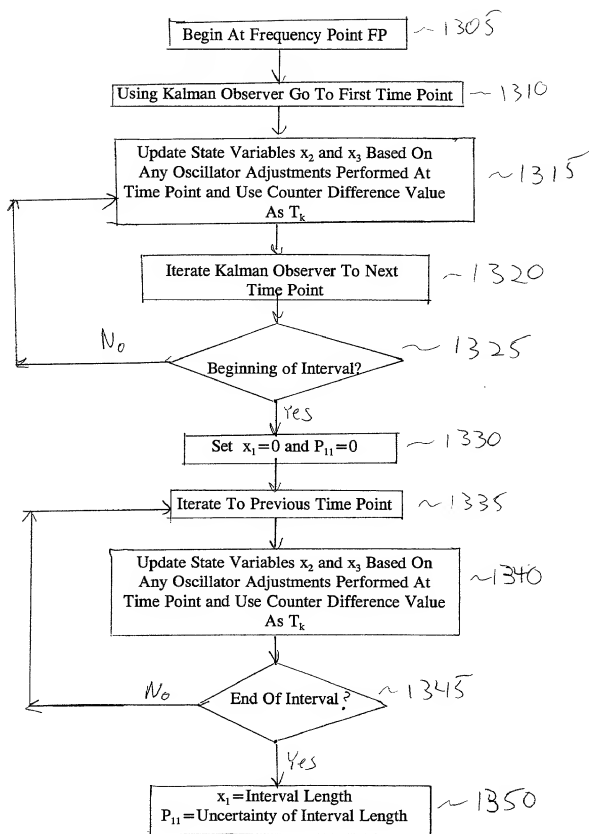 Begin At Frequency Point FP ~1305
Using Kalman Observer Go To First Time Point ~1310
Update State Variables x₂ and x₃ Based On
Any Oscillator Adjustments Performed At
Time Point and Use Counter Difference Value
As Tₖ
~1315
Iterate Kalman Observer To Next
Time Point
~1320
No
Beginning of Interval?
~1325
Yes
Set x₁=0 and P₁₁=0 ~1330
Iterate To Previous Time Point ~1335
Update State Variables x₂ and x₃ Based On
Any Oscillator Adjustments Performed At
Time Point and Use Counter Difference Value
As Tₖ
~1340
No
End Of Interval?
~1345
Yes
x₁=Interval Length
P₁₁=Uncertainty of Interval Length
~1350